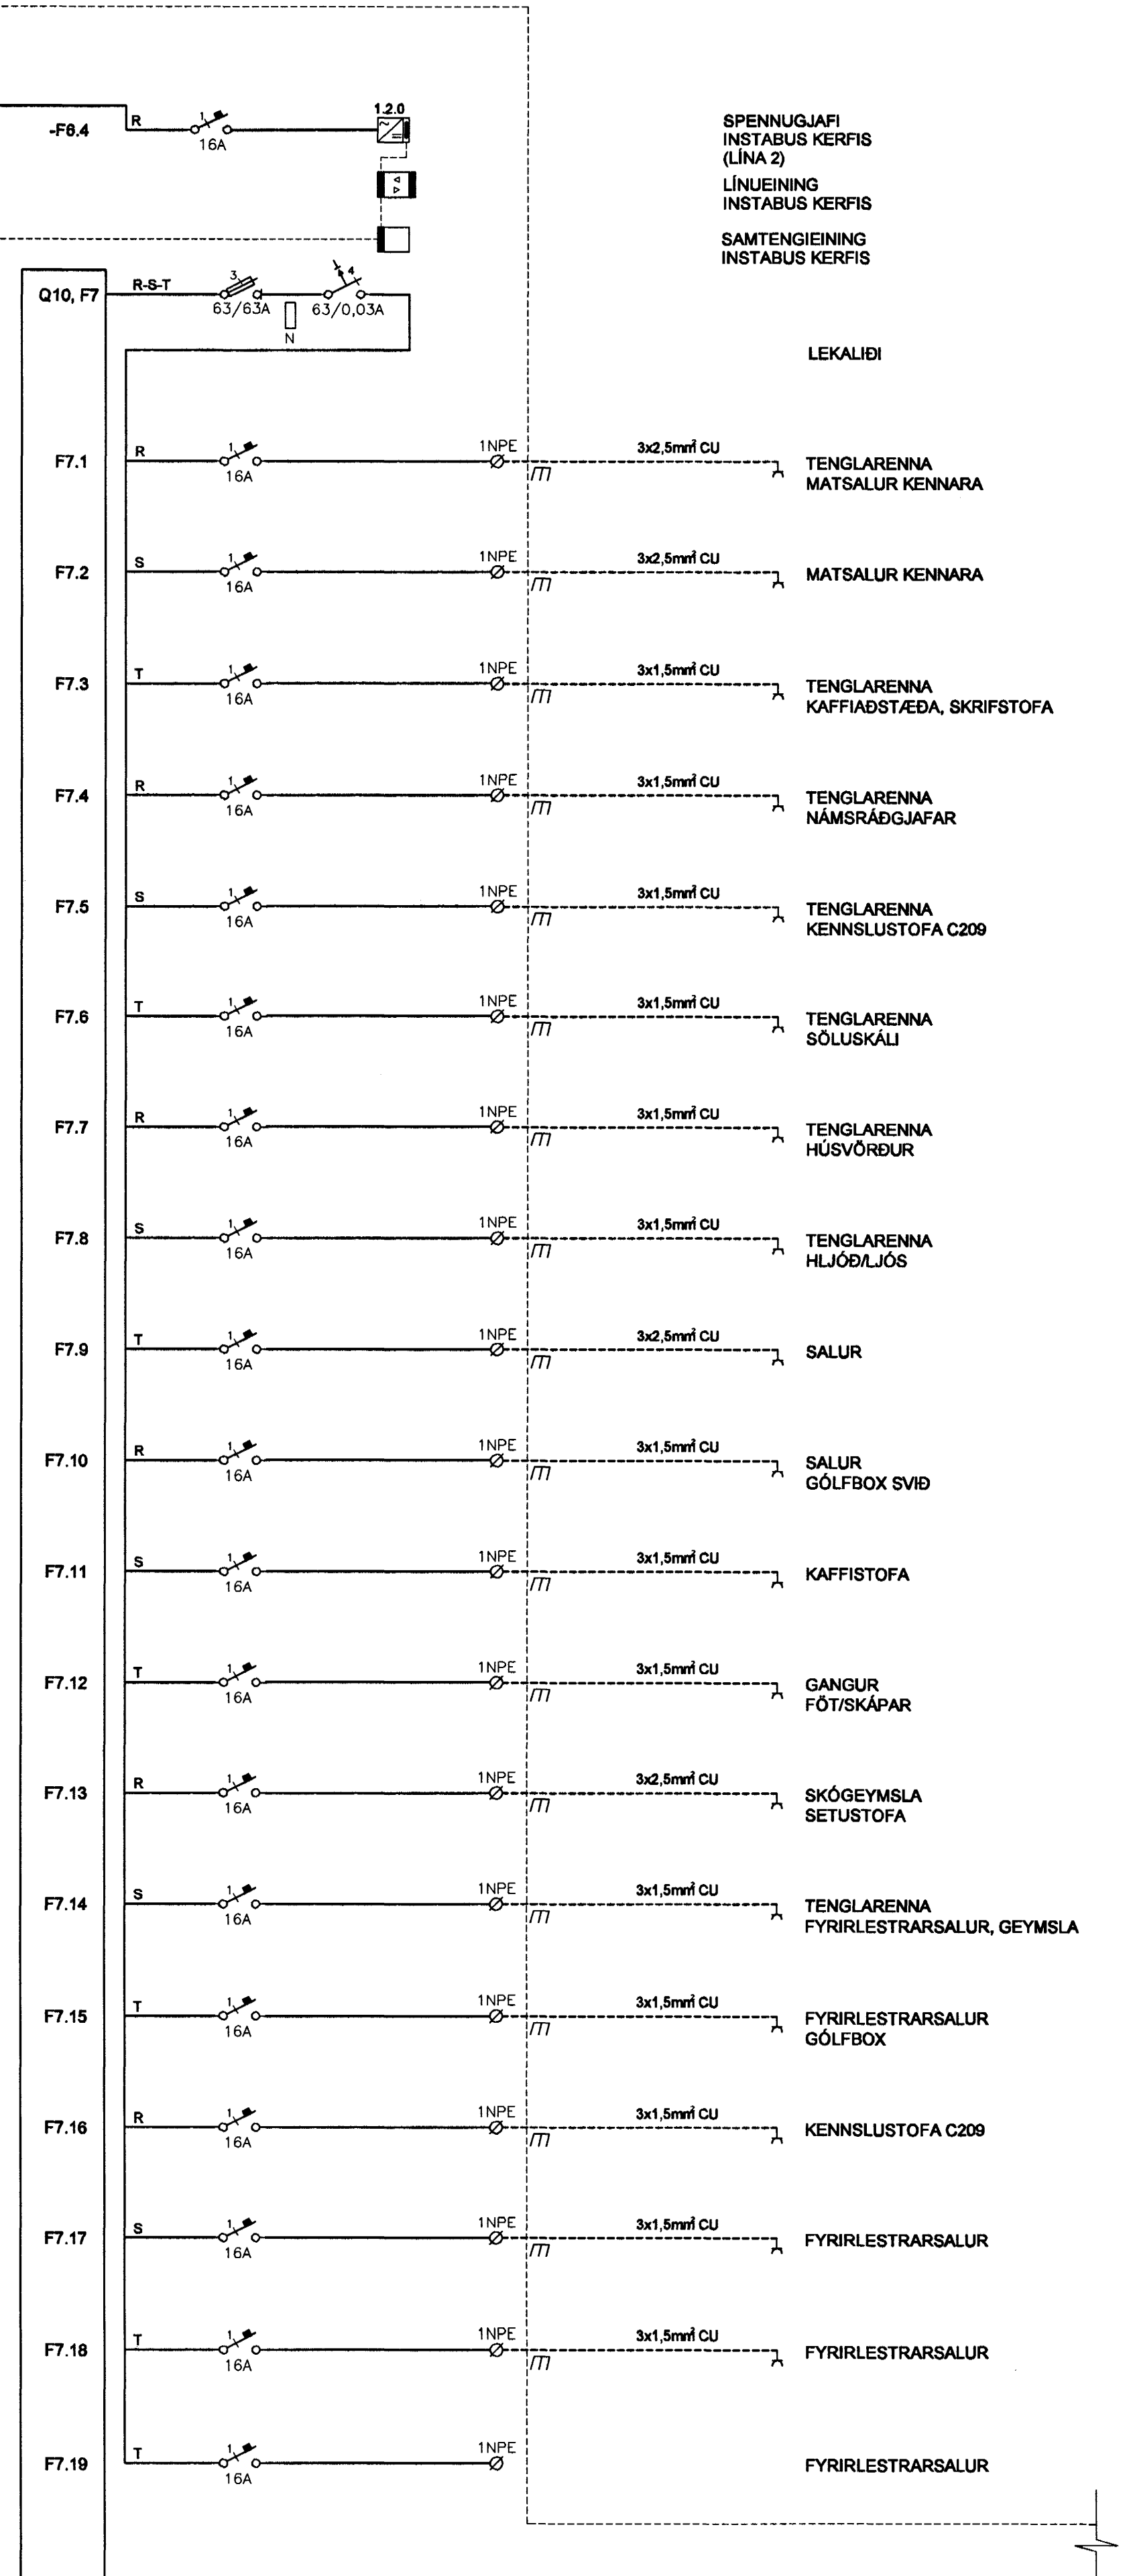 -F6.4 R 1 16A 1.2.0 SPENNUGJAFI
INSTABUS KERFIS
(LÍNA 2)
LÍNUEINING
INSTABUS KERFIS
SAMTENGIEINING
INSTABUS KERFIS
Q10, F7 R-S-T 3 63/63A N 4 63/0,03A
LEKALIÐI
F7.1 R 1 16A 1NPE 3x2,5mm² CU TENGLARENNA
MATSALUR KENNARA
F7.2 S 1 16A 1NPE 3x2,5mm² CU MATSALUR KENNARA
F7.3 T 1 16A 1NPE 3x1,5mm² CU TENGLARENNA
KAFFIAÐSTÆÐA, SKRIFSTOFA
F7.4 R 1 16A 1NPE 3x1,5mm² CU TENGLARENNA
NÁMSRÁÐGJAFAR
F7.5 S 1 16A 1NPE 3x1,5mm² CU TENGLARENNA
KENNSLUSTOFA C209
F7.6 T 1 16A 1NPE 3x1,5mm² CU TENGLARENNA
SÖLUSKÁLI
F7.7 R 1 16A 1NPE 3x1,5mm² CU TENGLARENNA
HÚSVÖRÐUR
F7.8 S 1 16A 1NPE 3x1,5mm² CU TENGLARENNA
HLJÓÐ/LJÓS
F7.9 T 1 16A 1NPE 3x2,5mm² CU SALUR
F7.10 R 1 16A 1NPE 3x1,5mm² CU SALUR
GÓLFBOX SVIÐ
F7.11 S 1 16A 1NPE 3x1,5mm² CU KAFFISTOFA
F7.12 T 1 16A 1NPE 3x1,5mm² CU GANGUR
FÖT/SKÁPAR
F7.13 R 1 16A 1NPE 3x2,5mm² CU SKÓGEYMSLA
SETUSTOFA
F7.14 S 1 16A 1NPE 3x1,5mm² CU TENGLARENNA
FYRIRLESTRARSALUR, GEYMSLA
F7.15 T 1 16A 1NPE 3x1,5mm² CU FYRIRLESTRARSALUR
GÓLFBOX
F7.16 R 1 16A 1NPE 3x1,5mm² CU KENNSLUSTOFA C209
F7.17 S 1 16A 1NPE 3x1,5mm² CU FYRIRLESTRARSALUR
F7.18 T 1 16A 1NPE 3x1,5mm² CU FYRIRLESTRARSALUR
F7.19 T 1 16A 1NPE FYRIRLESTRARSALUR